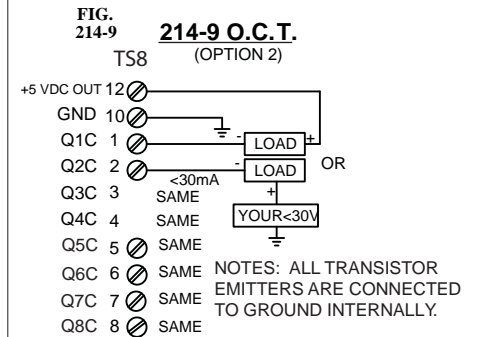 FIG.
214-9
214-9 O.C.T.
(OPTION 2)
TS8
+5 VDC OUT 12
GND 10
Q1C 1 - LOAD +
Q2C 2 - LOAD OR
<30mA
Q3C 3 SAME +
Q4C 4 SAME YOUR<30V
Q5C 5 SAME
Q6C 6 SAME
Q7C 7 SAME
Q8C 8 SAME
NOTES: ALL TRANSISTOR
EMITTERS ARE CONNECTED
TO GROUND INTERNALLY.